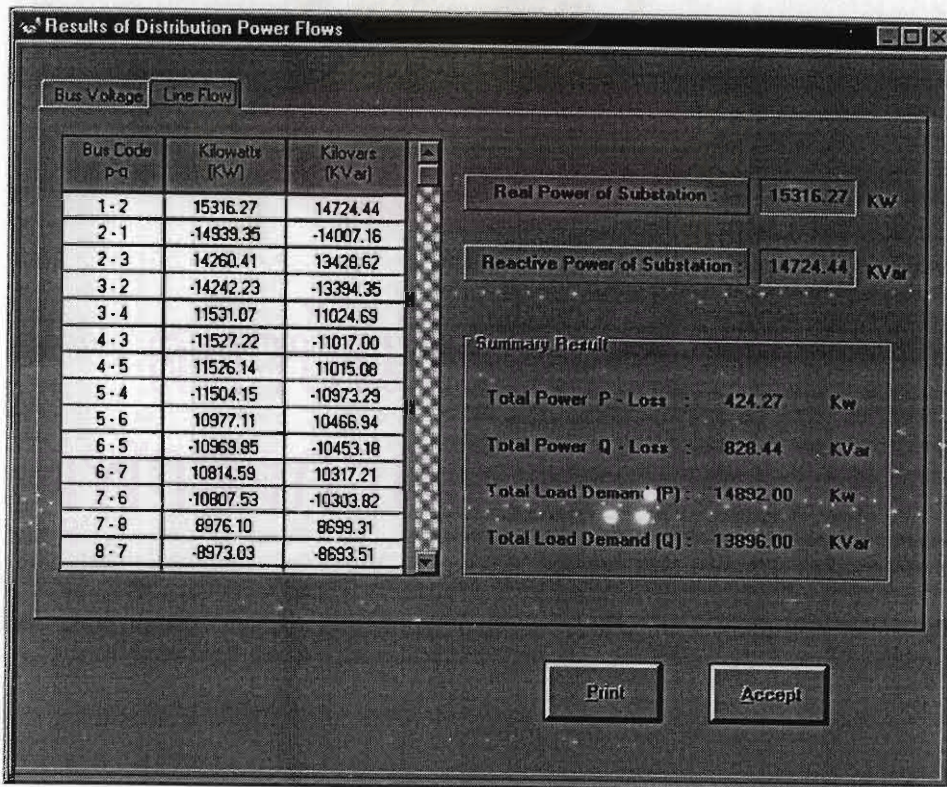 Results of Distribution Power Flows
Bus Voltage Line Flow
Bus Code p-q Kilowatts (KW) Kilovars (KVar)
1 - 2 15316.27 14724.44
2 - 1 -14939.35 -14007.16
2 - 3 14260.41 13428.62
3 - 2 -14242.23 -13394.35
3 - 4 11531.07 11024.69
4 - 3 -11527.22 -11017.00
4 - 5 11526.14 11015.08
5 - 4 -11504.15 -10973.29
5 - 6 10977.11 10466.94
6 - 5 -10969.95 -10453.18
6 - 7 10814.59 10317.21
7 - 6 -10807.53 -10303.82
7 - 8 8976.10 8699.31
8 - 7 -8973.03 -8693.51
Real Power of Substation : 15316.27 KW
Reactive Power of Substation : 14724.44 KVar
Summary Result
Total Power P - Loss : 424.27 Kw
Total Power Q - Loss : 828.44 KVar
Total Load Demand (P) : 14892.00 Kw
Total Load Demand (Q) : 13896.00 KVar
Print Accept